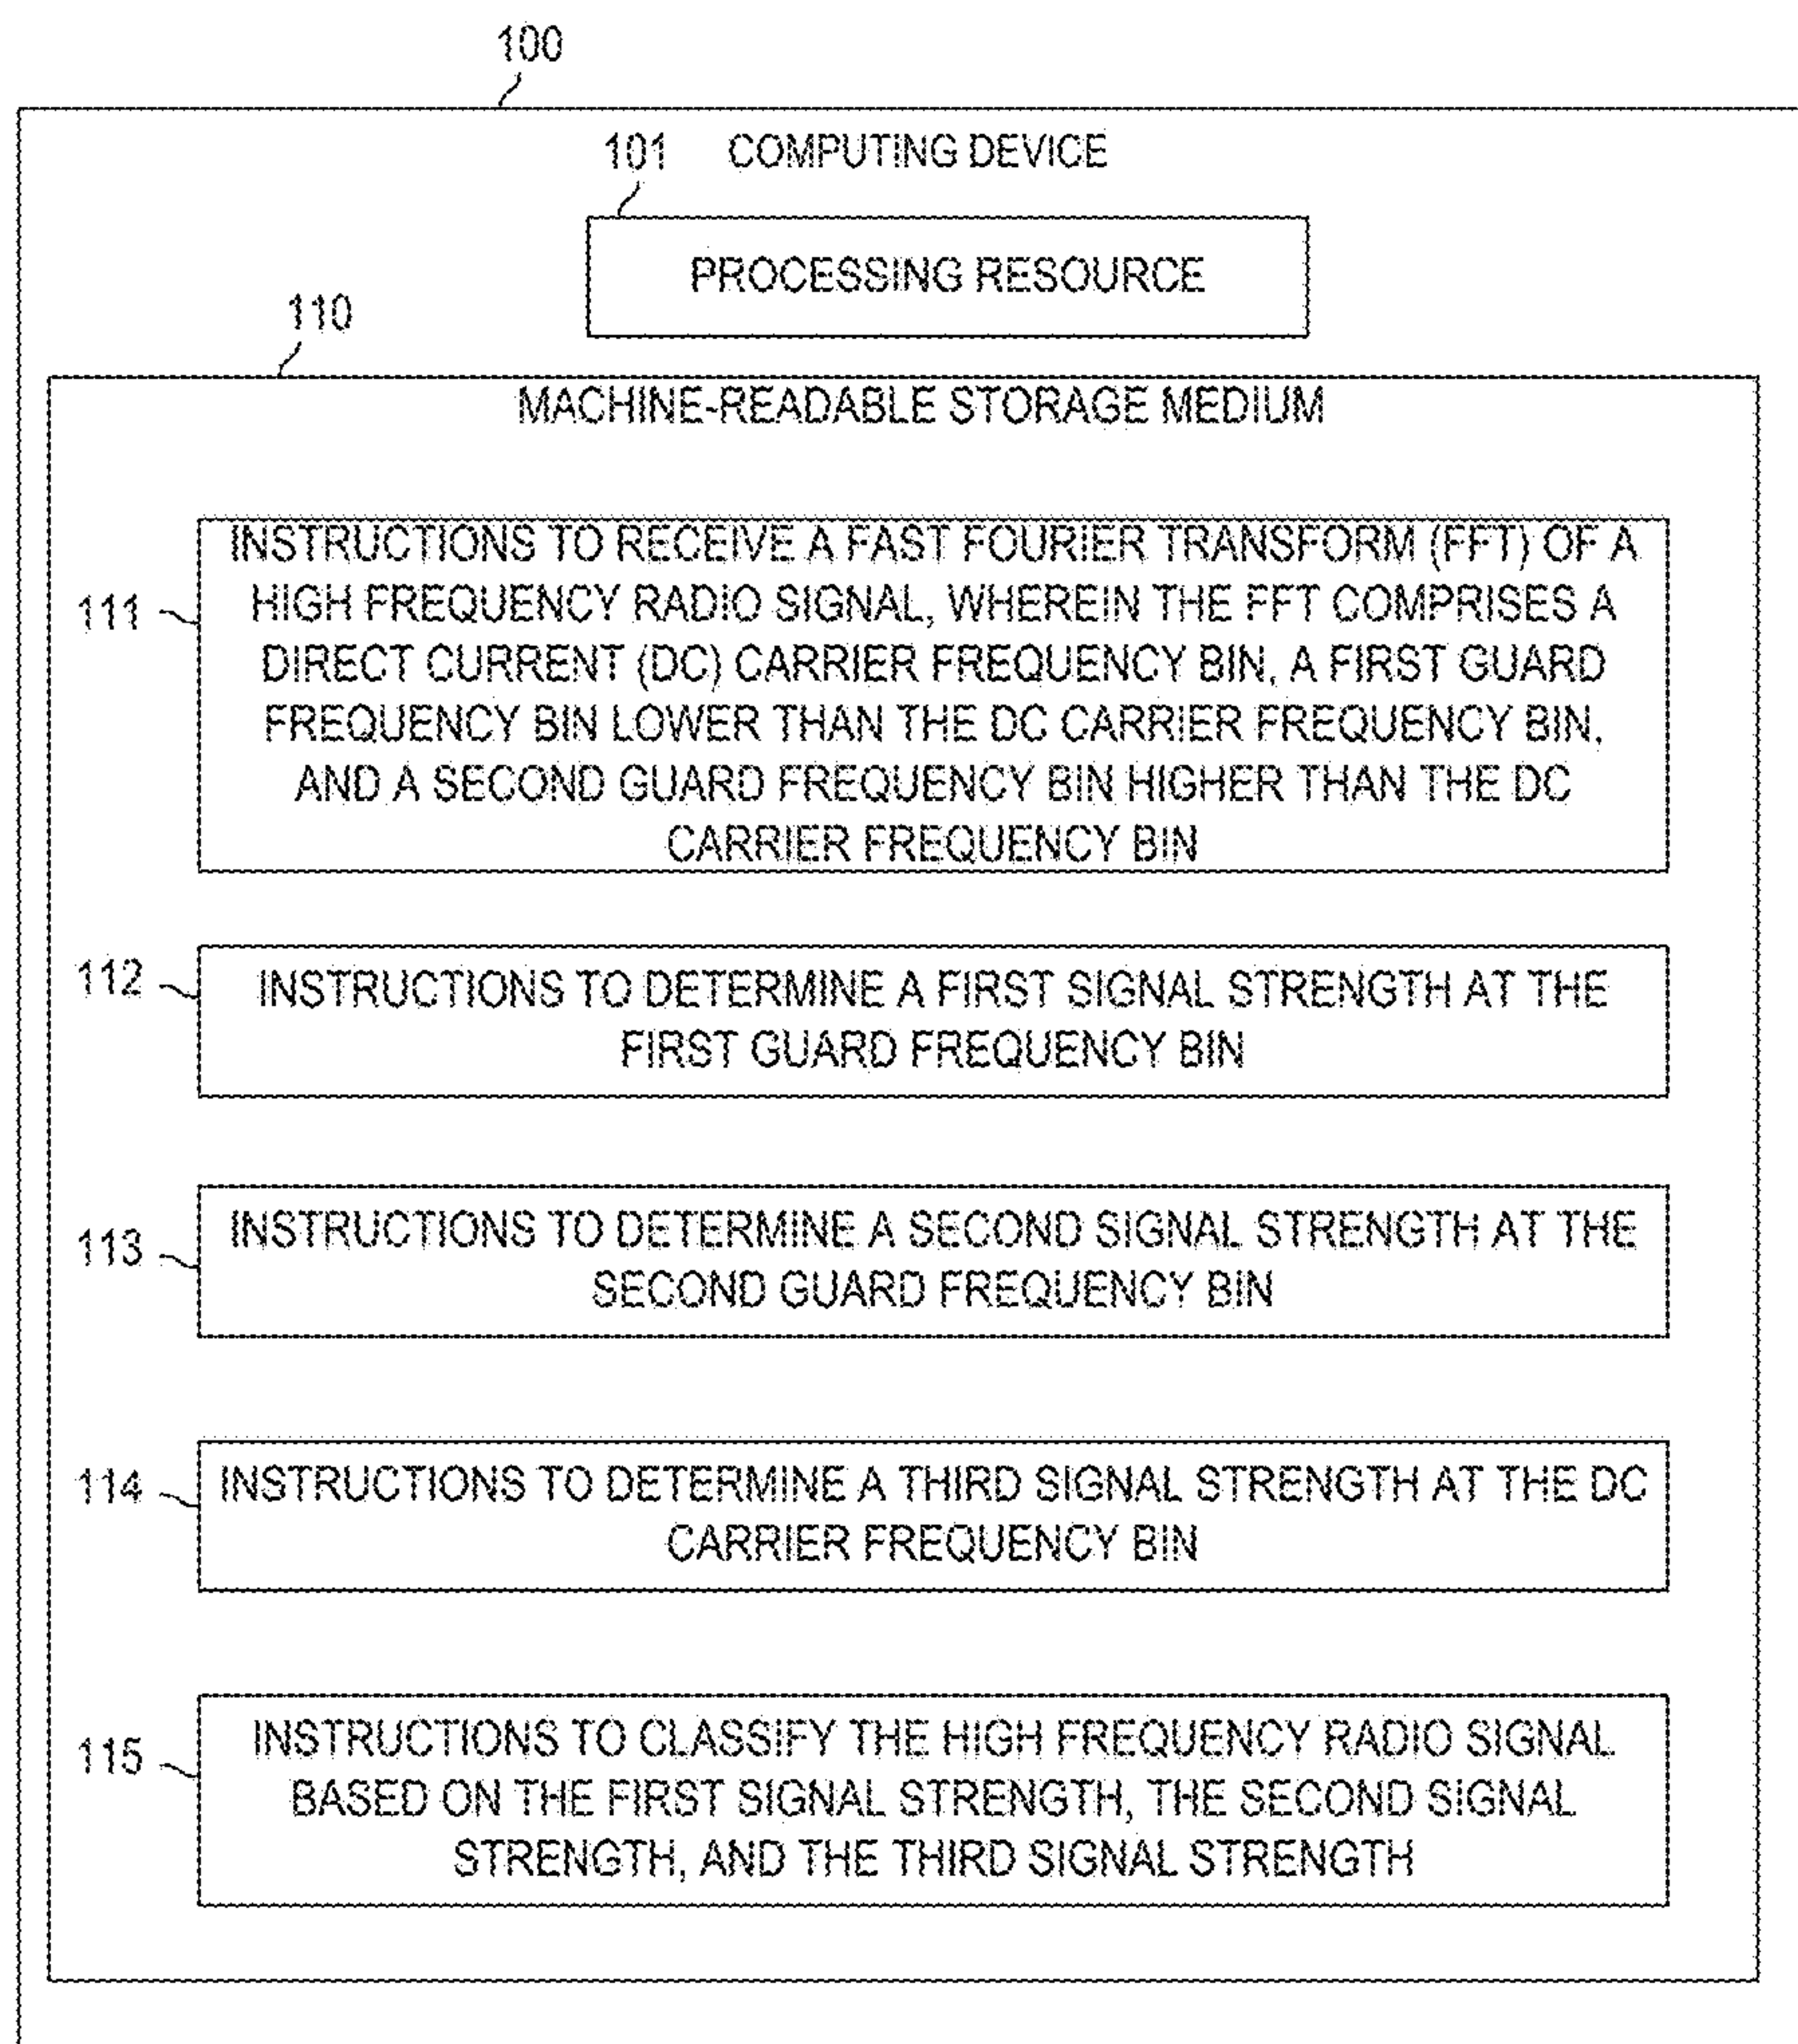 100
101 COMPUTING DEVICE
PROCESSING RESOURCE
110
MACHINE-READABLE STORAGE MEDIUM
INSTRUCTIONS TO RECEIVE A FAST FOURIER TRANSFORM (FFT) OF A
111 HIGH FREQUENCY RADIO SIGNAL, WHEREIN THE FFT COMPRISES A
DIRECT CURRENT (DC) CARRIER FREQUENCY BIN, A FIRST GUARD
FREQUENCY BIN LOWER THAN THE DC CARRIER FREQUENCY BIN,
AND A SECOND GUARD FREQUENCY BIN HIGHER THAN THE DC
CARRIER FREQUENCY BIN
112 INSTRUCTIONS TO DETERMINE A FIRST SIGNAL STRENGTH AT THE
FIRST GUARD FREQUENCY BIN
113 INSTRUCTIONS TO DETERMINE A SECOND SIGNAL STRENGTH AT THE
SECOND GUARD FREQUENCY BIN
114 INSTRUCTIONS TO DETERMINE A THIRD SIGNAL STRENGTH AT THE DC
CARRIER FREQUENCY BIN
115 INSTRUCTIONS TO CLASSIFY THE HIGH FREQUENCY RADIO SIGNAL
BASED ON THE FIRST SIGNAL STRENGTH, THE SECOND SIGNAL
STRENGTH, AND THE THIRD SIGNAL STRENGTH